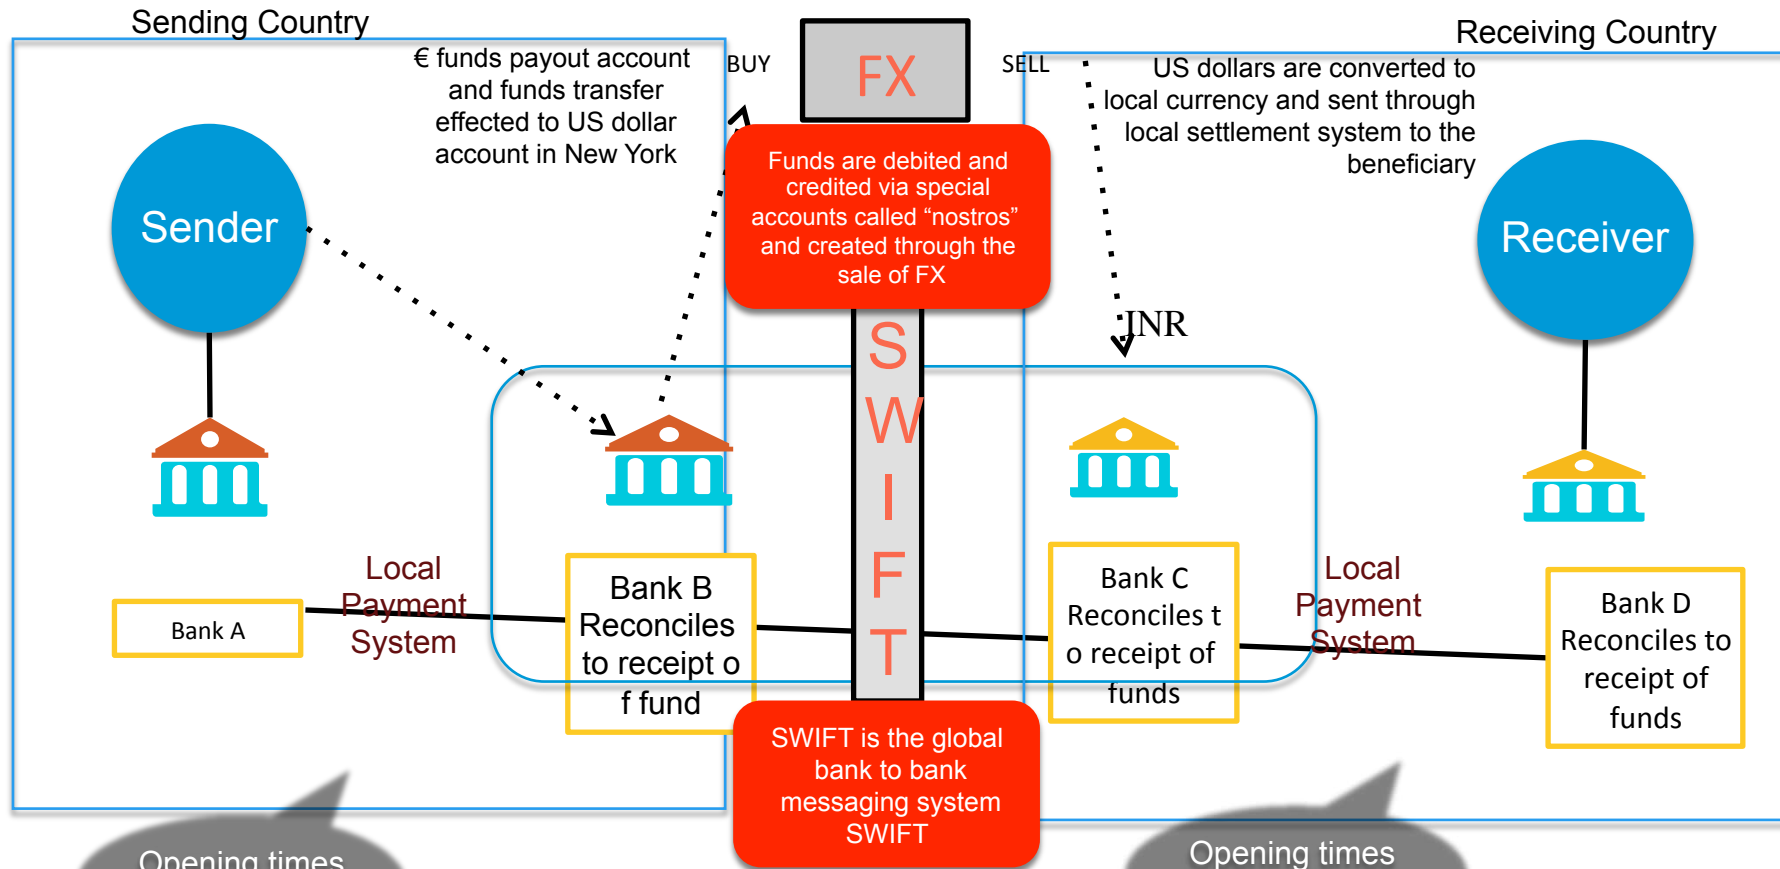 Sending Country
Receiving Country
€ funds payout account
and funds transfer
effected to US dollar
account in New York
BUY
FX
SELL
US dollars are converted to
local currency and sent through
local settlement system to the
beneficiary
Funds are debited and
credited via special
accounts called “nostros”
and created through the
sale of FX
Sender
Receiver
INR
S
W
I
F
T
Local
Payment
System
Bank A
Bank B
Reconciles
to receipt o
f fund
Bank C
Reconciles t
o receipt of
funds
Local
Payment
System
Bank D
Reconciles to
receipt of
funds
SWIFT is the global
bank to bank
messaging system
SWIFT
Opening times
Opening times